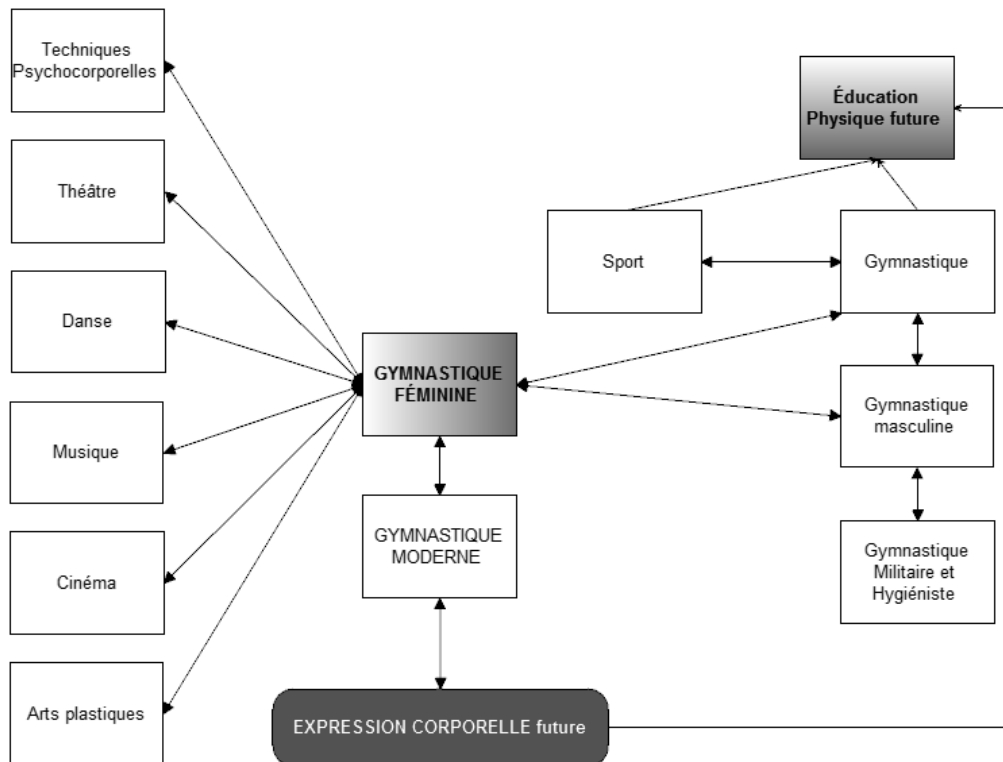 Techniques
Psychocorporelles
Théâtre
Danse
Musique
Cinéma
Arts plastiques
GYMNASTIQUE
FÉMININE
GYMNASTIQUE
MODERNE
EXPRESSION CORPORELLE future
Éducation
Physique future
Sport
Gymnastique
Gymnastique
masculine
Gymnastique
Militaire et
Hygiéniste